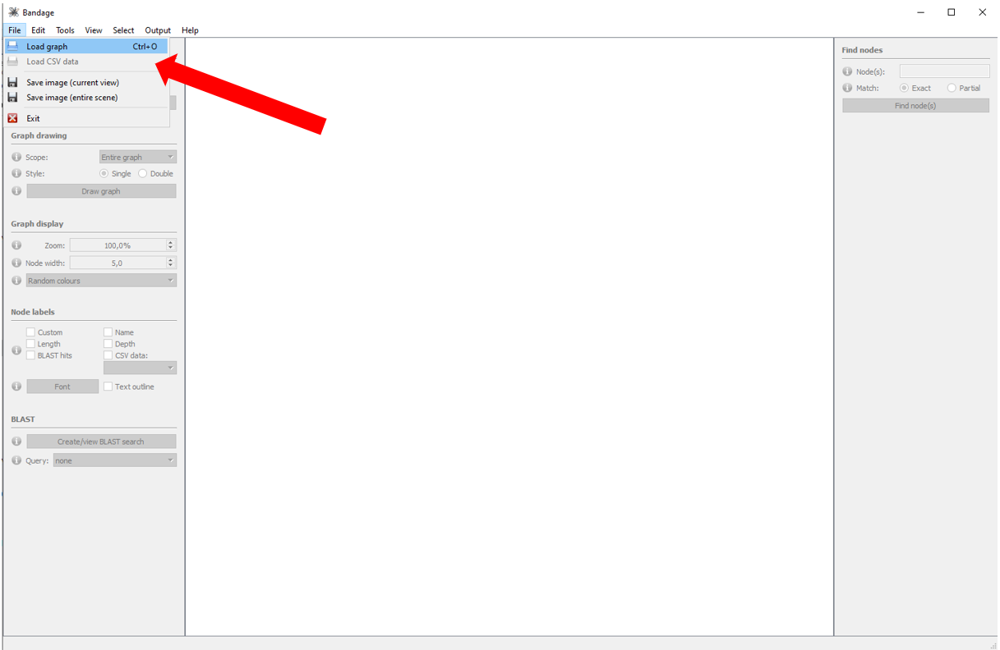 Bandage
File Edit Tools View Select Output Help
Load graph Ctrl+O
Load CSV data
Save image (current view)
Save image (entire scene)
Exit
Graph drawing
Scope: Entire graph
Style: Single Double
Draw graph
Graph display
Zoom: 100,0%
Node width: 5,0
Random colours
Node labels
Custom Name
Length Depth
BLAST hits CSV data:
Font Text outline
BLAST
Create/view BLAST search
Query: none
Find nodes
Node(s):
Match: Exact Partial
Find node(s)